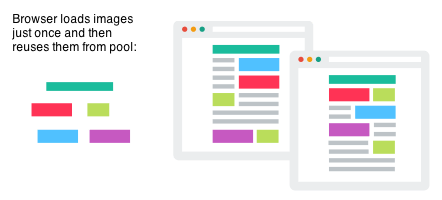 Browser loads images
just once and then
reuses them from pool: